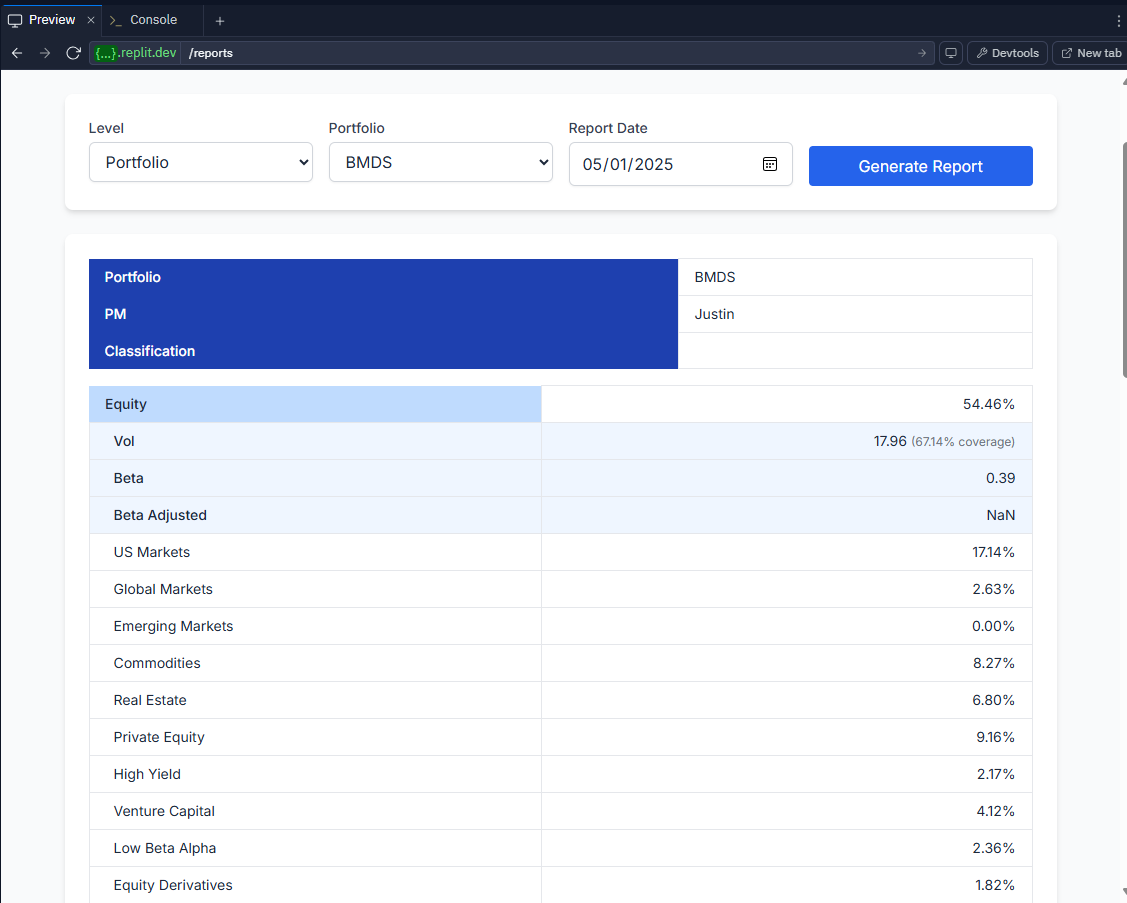 Preview × >_ Console +
{...}.replit.dev /reports Devtools New tab
Level Portfolio Report Date
Portfolio BMDS 05/01/2025 Generate Report
Portfolio BMDS
PM Justin
Classification
Equity 54.46%
Vol 17.96 (67.14% coverage)
Beta 0.39
Beta Adjusted NaN
US Markets 17.14%
Global Markets 2.63%
Emerging Markets 0.00%
Commodities 8.27%
Real Estate 6.80%
Private Equity 9.16%
High Yield 2.17%
Venture Capital 4.12%
Low Beta Alpha 2.36%
Equity Derivatives 1.82%